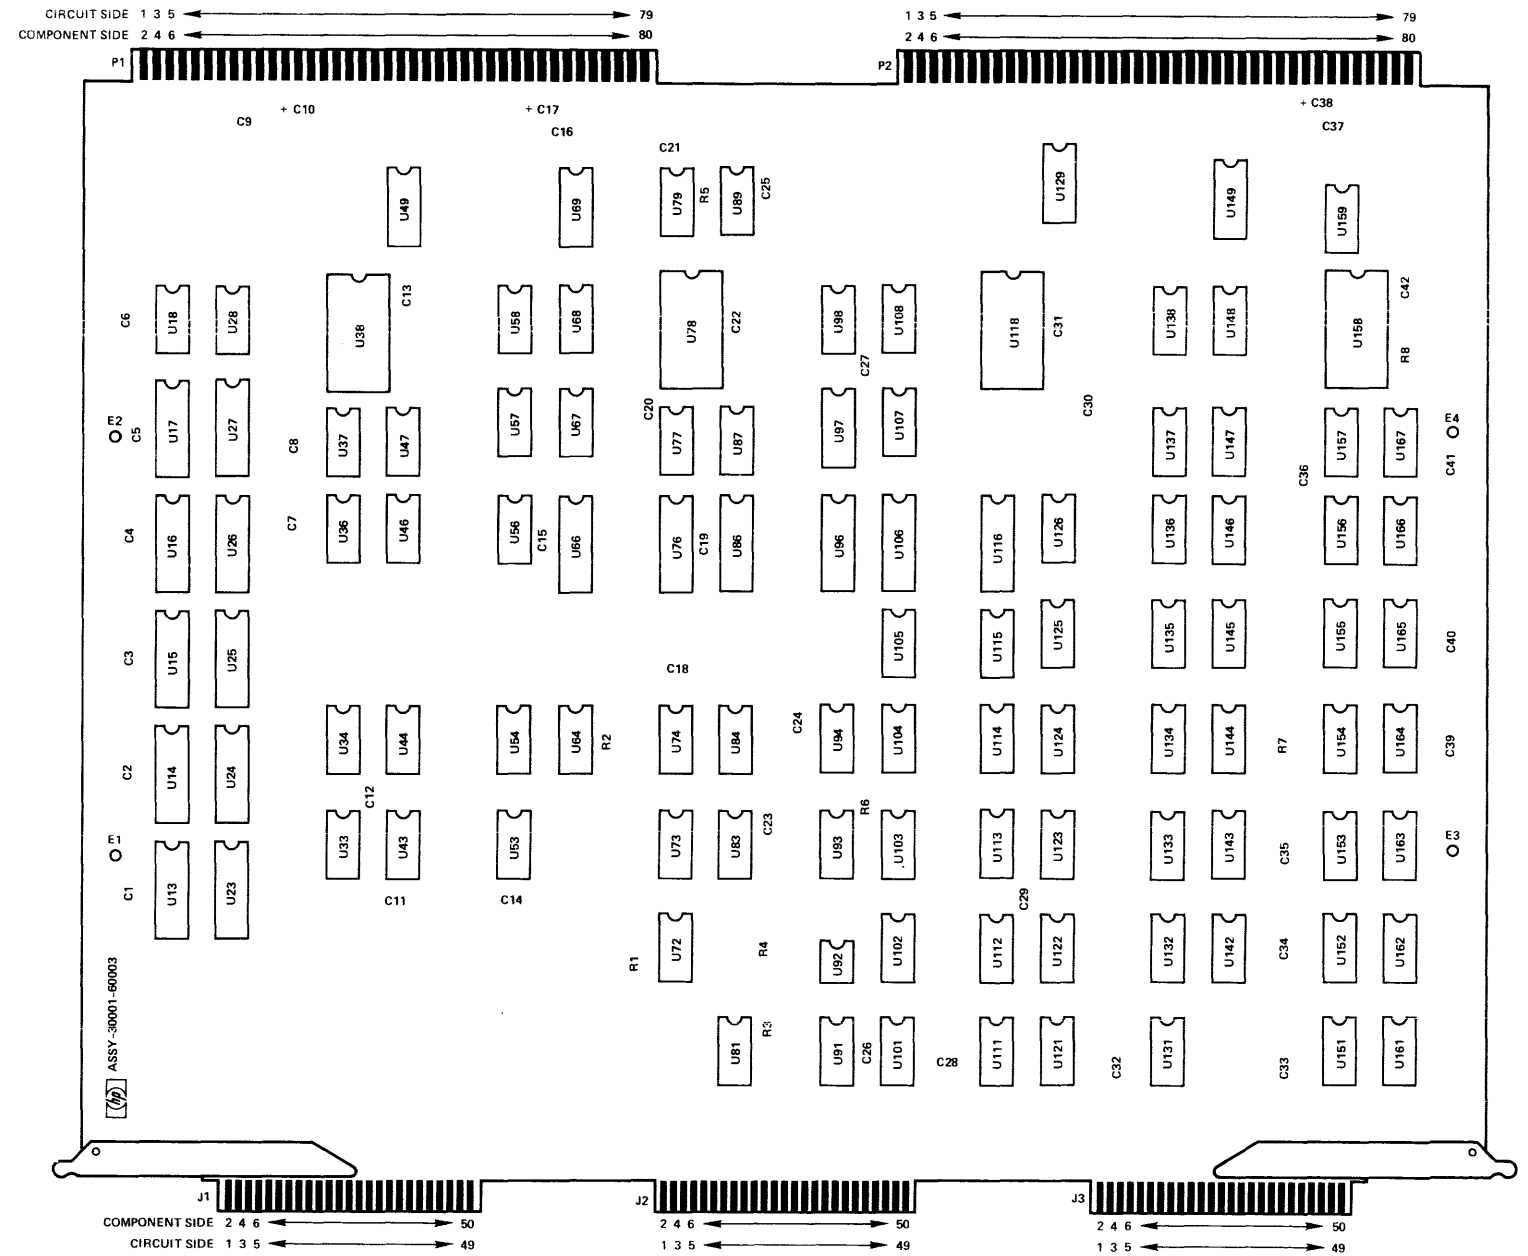 CIRCUIT SIDE 1 3 5 79
1 3 5 79
COMPONENT SIDE 2 4 6 80
2 4 6 80
P1
P2
+ C10
+ C17
+ C38
C9
C16
C37
C21
U49
U69
U79
R5
U89
C25
U129
U149
U159
C6
U18
U28
U38
C13
U58
U68
U78
C22
U98
C27
U108
U118
C31
U138
U148
U158
C42
R8
E2
C5
U17
U27
C8
U37
U47
U57
U67
C20
U77
U87
U97
U107
C30
U137
U147
C36
U157
U167
E4
C41
C4
U16
U26
C7
U36
U46
U56
C15
U66
U76
C19
U86
U96
U106
U116
U126
U136
U146
U156
U166
C3
U15
U25
C18
U105
U115
U125
U135
U145
U155
U165
C40
C2
U14
U24
U34
C12
U44
U54
U64
R2
U74
U84
C24
U94
U104
U114
U124
U134
U144
R7
U154
U164
C39
E1
C1
U13
U23
U33
U43
C11
U53
C14
U73
U83
C23
U93
R6
U103
U113
U123
C29
U133
U143
C35
U153
U163
E3
R1
U72
R4
U92
U102
U112
U122
U132
U142
C34
U152
U162
ASSY-30001-60003
hp
U81
R3
U91
C26
U101
C28
U111
U121
C32
U131
C33
U151
U161
J1
J2
J3
COMPONENT SIDE 2 4 6 50
2 4 6 50
2 4 6 50
CIRCUIT SIDE 1 3 5 49
1 3 5 49
1 3 5 49